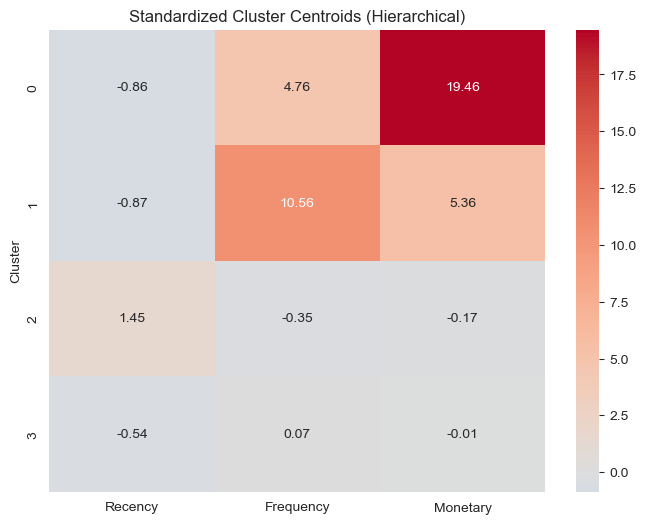 Standardized Cluster Centroids (Hierarchical)
Cluster
0
-0.86 4.76 19.46
1
-0.87 10.56 5.36
2
1.45 -0.35 -0.17
3
-0.54 0.07 -0.01
Recency Frequency Monetary
17.5
15.0
12.5
10.0
7.5
5.0
2.5
0.0